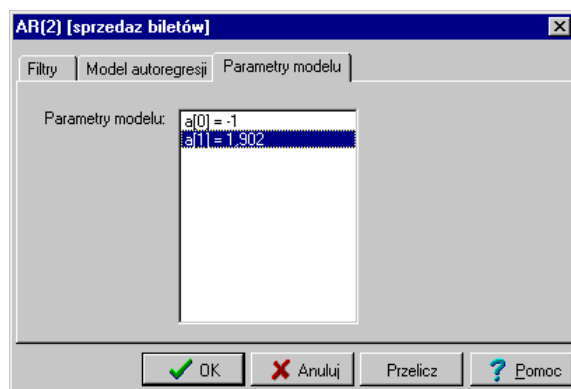 AR(2) [sprzedaz biletów]
Filtry Model autoregresji Parametry modelu
Parametry modelu: a[0] = -1
a[1] = 1,902
OK Anuluj Przelicz Pomoc